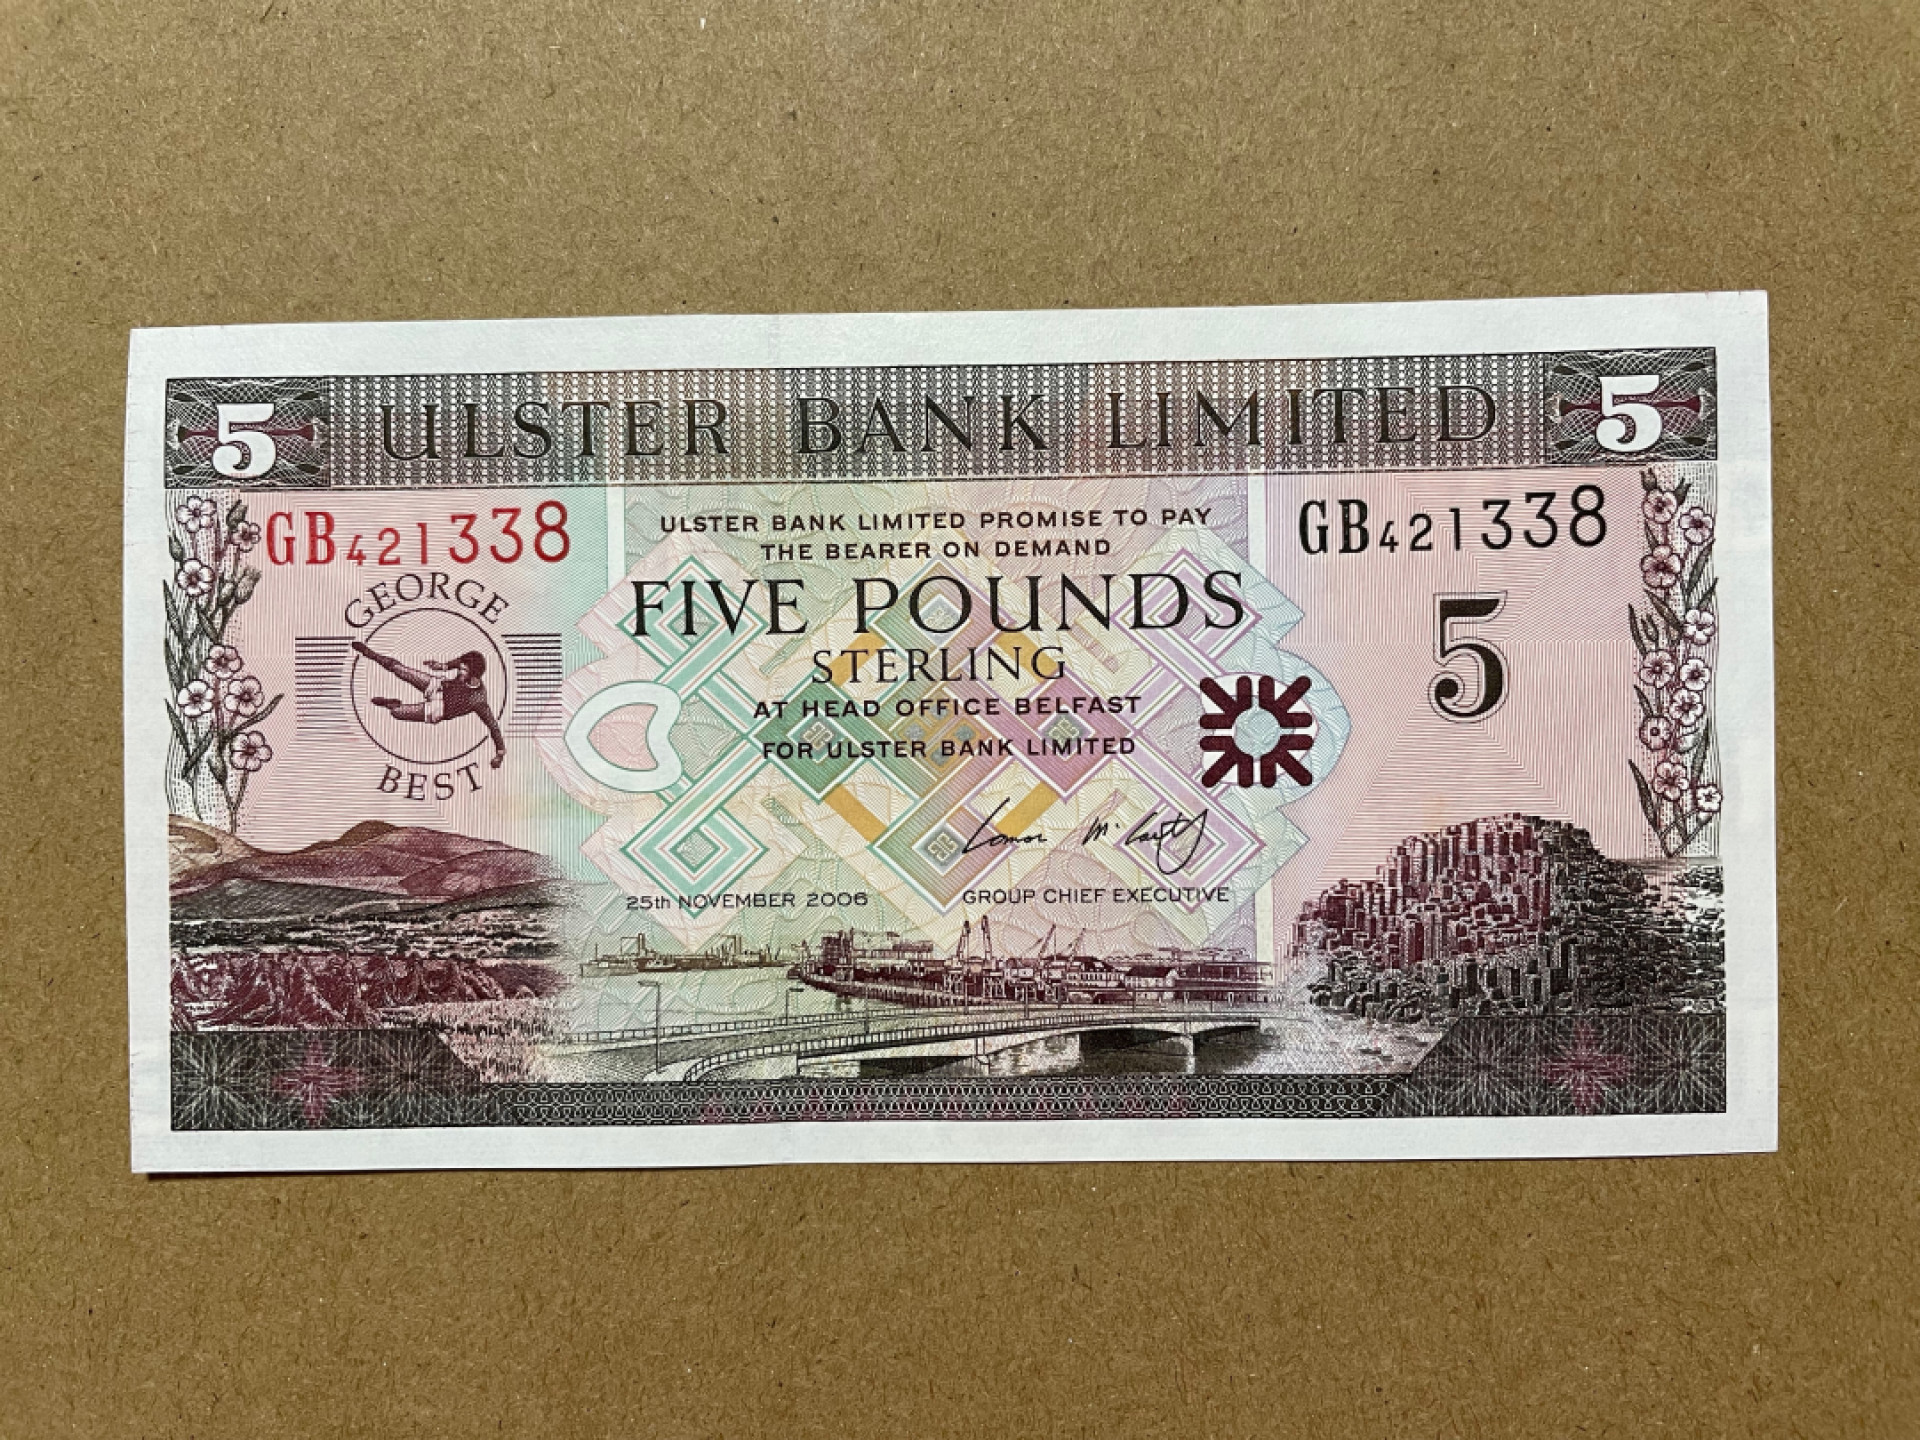 5 ULSTER BANK LIMITED 5
GB421338
GB421338
ULSTER BANK LIMITED PROMISE TO PAY
THE BEARER ON DEMAND
FIVE POUNDS
STERLING
AT HEAD OFFICE BELFAST
FOR ULSTER BANK LIMITED
GEORGE
BEST
5
25th NOVEMBER 2006
GROUP CHIEF EXECUTIVE